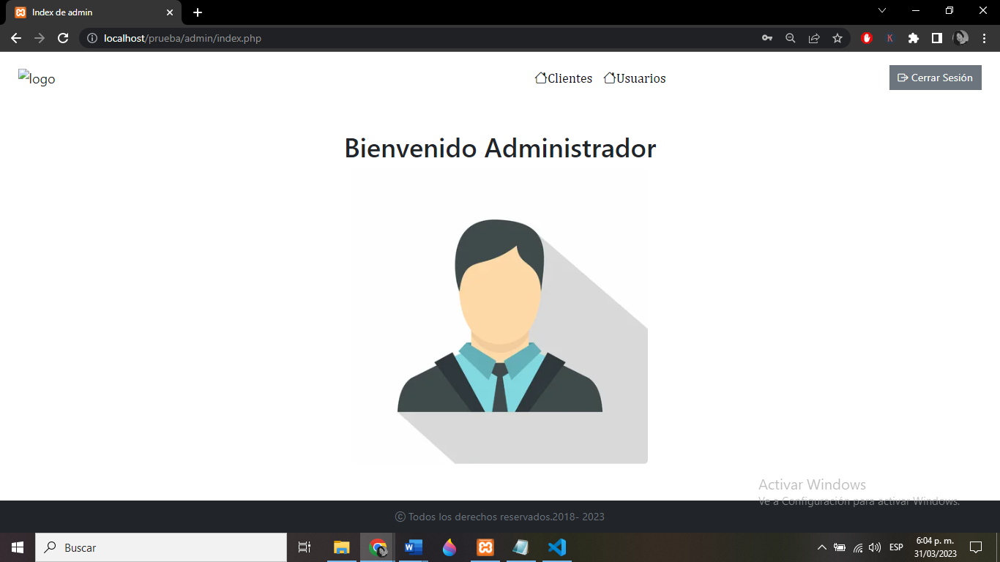 Index de admin
localhost/prueba/admin/index.php
K
logo
Clientes
Usuarios
Cerrar Sesión
Bienvenido Administrador
Activar Windows
Ve a Configuración para activar Windows.
© Todos los derechos reservados.2018- 2023
Buscar
ESP
6:04 p. m.
31/03/2023